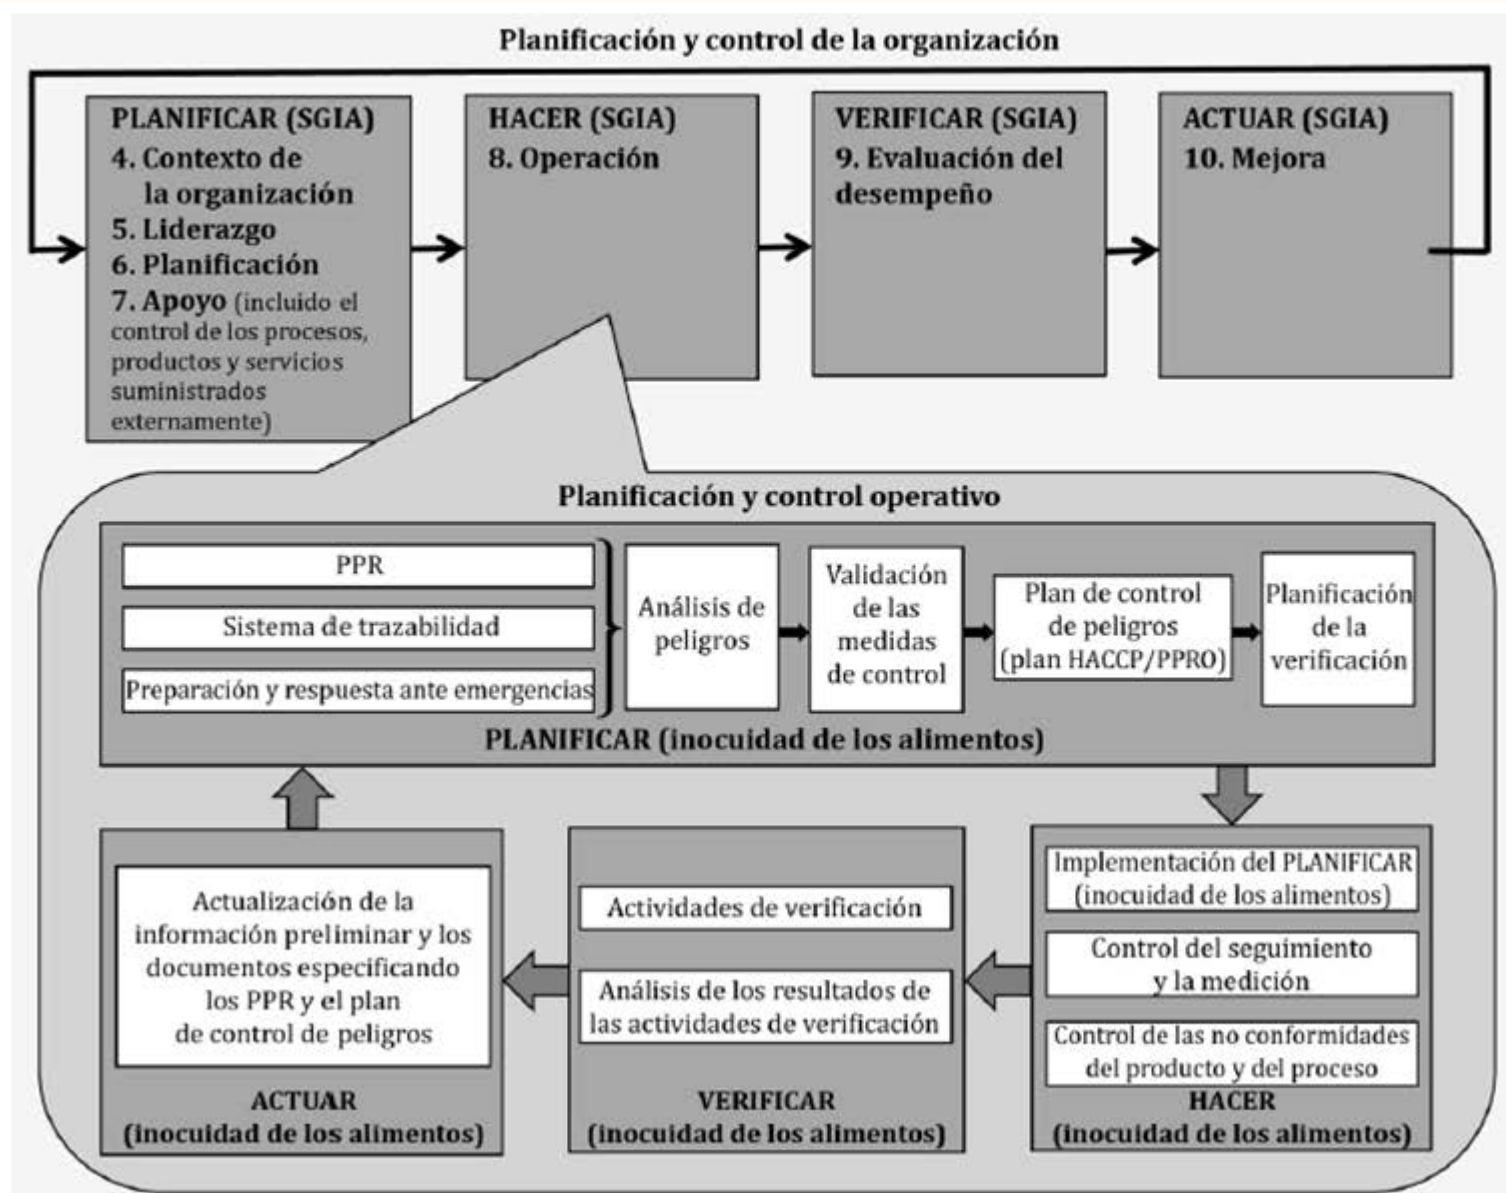 Planificación y control de la organización
PLANIFICAR (SGIA)
4. Contexto de
la organización
5. Liderazgo
6. Planificación
7. Apoyo (incluido el
control de los procesos,
productos y servicios
suministrados
externamente)
HACER (SGIA)
8. Operación
VERIFICAR (SGIA)
9. Evaluación del
desempeño
ACTUAR (SGIA)
10. Mejora
Planificación y control operativo
PPR
Sistema de trazabilidad
Preparación y respuesta ante emergencias
Análisis de
peligros
Validación
de las
medidas
de control
Plan de control
de peligros
(plan HACCP/PPRO)
Planificación
de la
verificación
PLANIFICAR (inocuidad de los alimentos)
Actualización de la
información preliminar y los
documentos especificando
los PPR y el plan
de control de peligros
ACTUAR
(inocuidad de los alimentos)
Actividades de verificación
Análisis de los resultados de
las actividades de verificación
VERIFICAR
(inocuidad de los alimentos)
Implementación del PLANIFICAR
(inocuidad de los alimentos)
Control del seguimiento
y la medición
Control de las no conformidades
del producto y del proceso
HACER
(inocuidad de los alimentos)